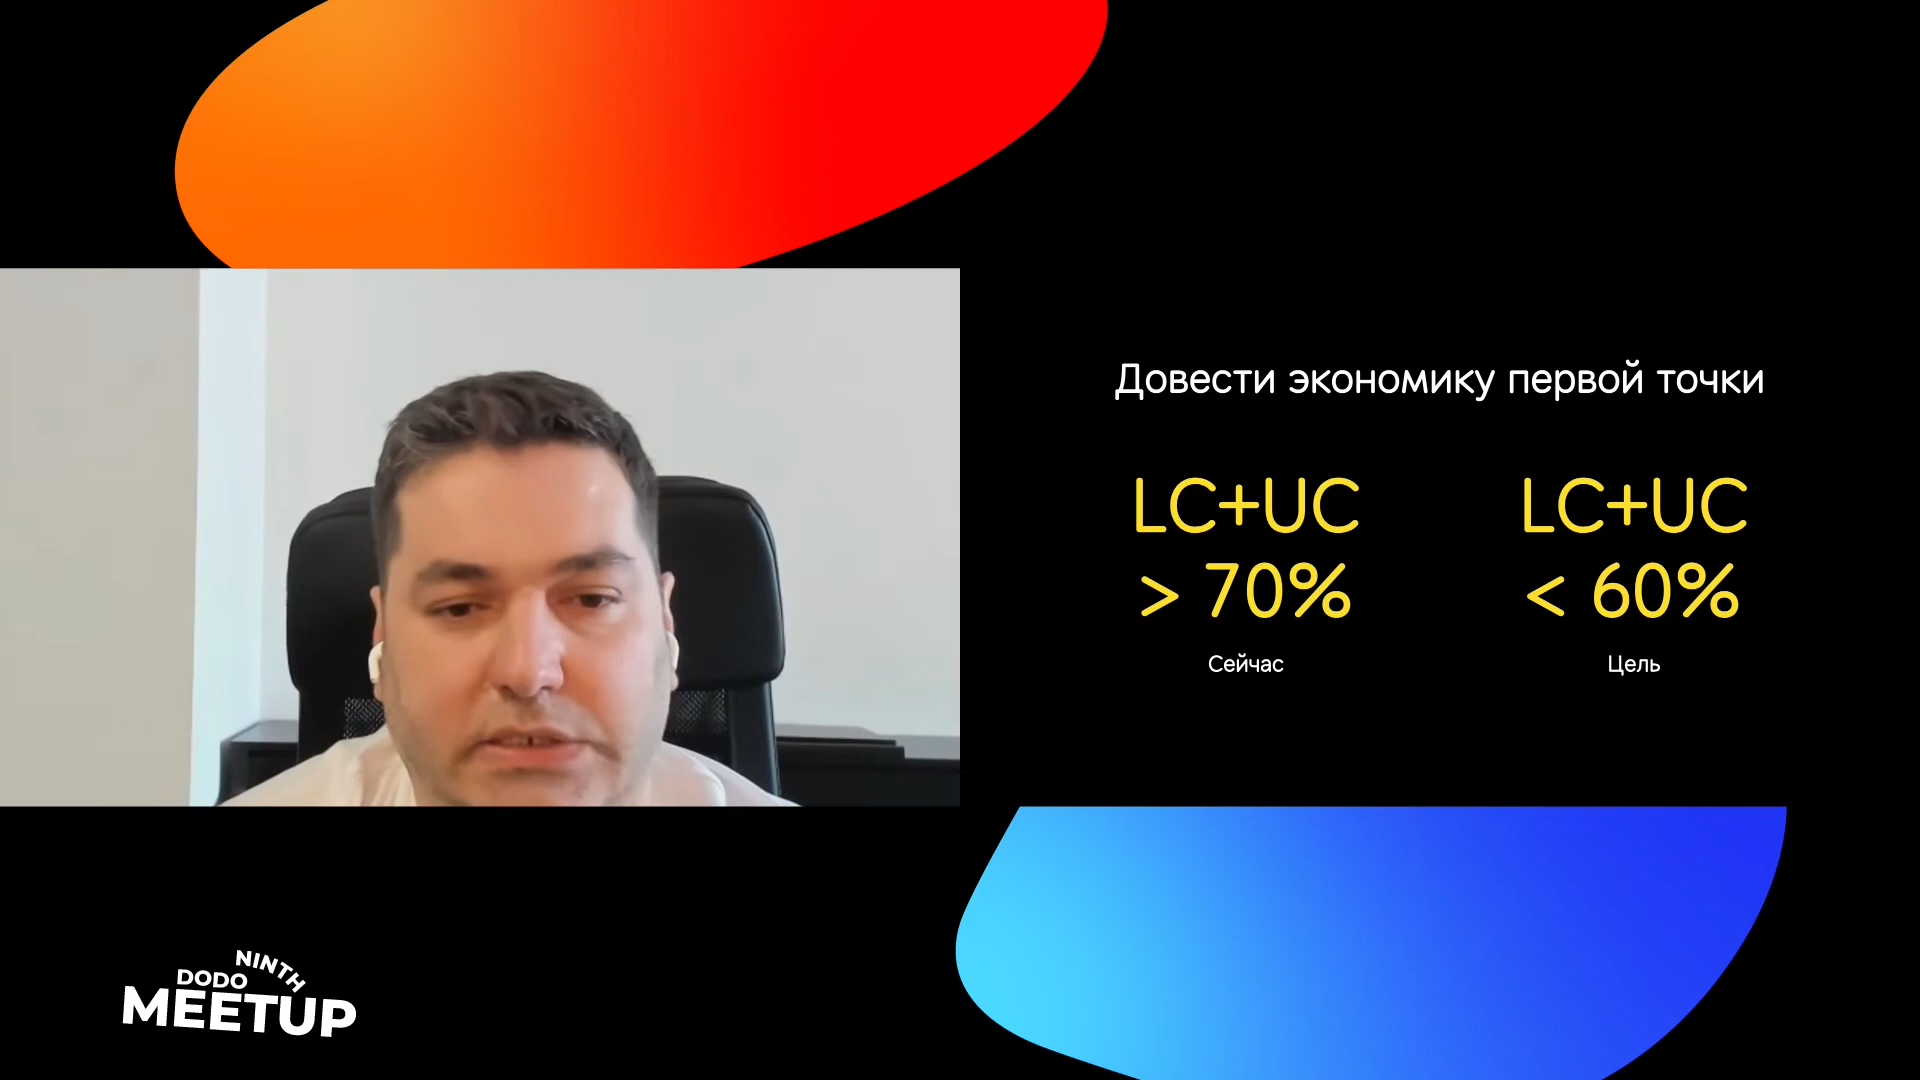 Довести экономику первой точки
LC+UC
> 70%
Сейчас
LC+UC
< 60%
Цель
NINTH
DODO
MEETUP